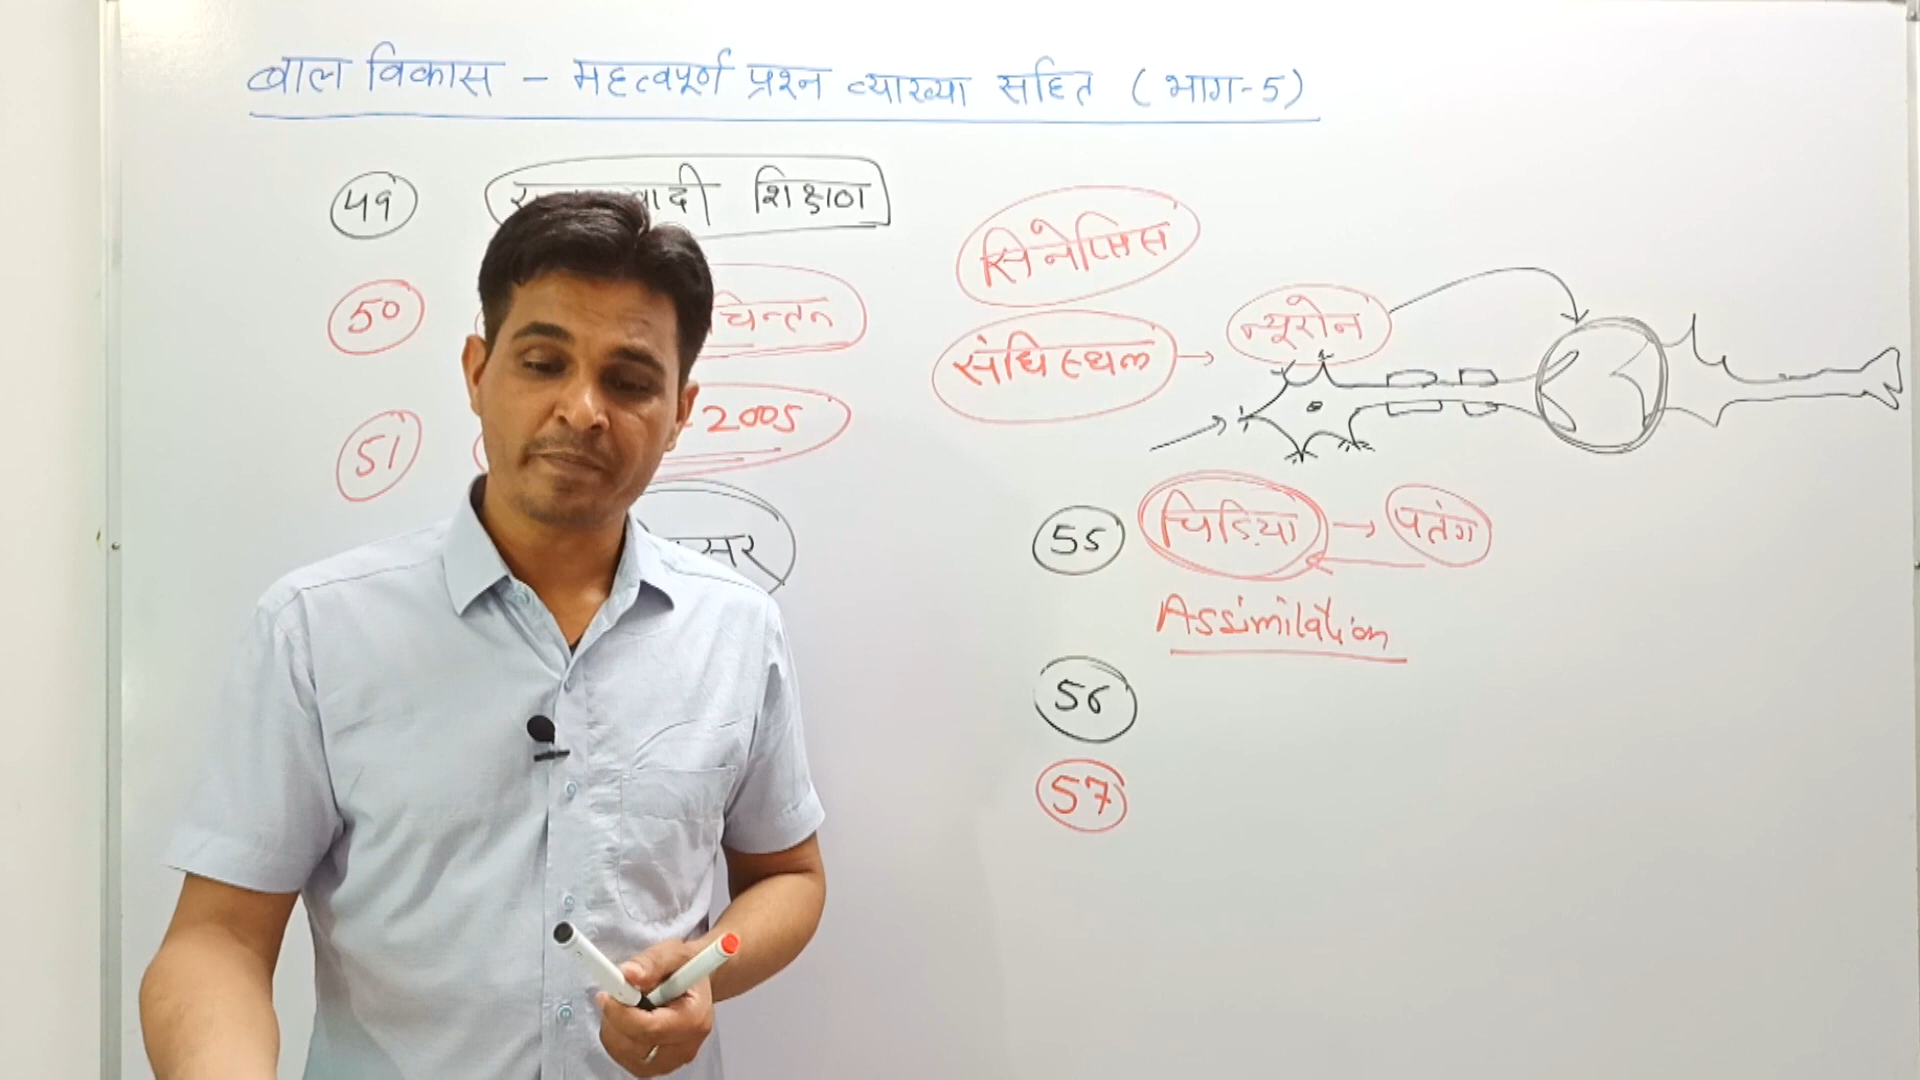 बाल विकास - महत्वपूर्ण प्रश्न व्याख्या सहित (भाग-5)
49 शिक्षण
50 चिन्तन
51 2005
सिनेप्सिस
संधि स्थल → न्यूरोन
55 चिड़िया → पतंग
Assimilation
56
57